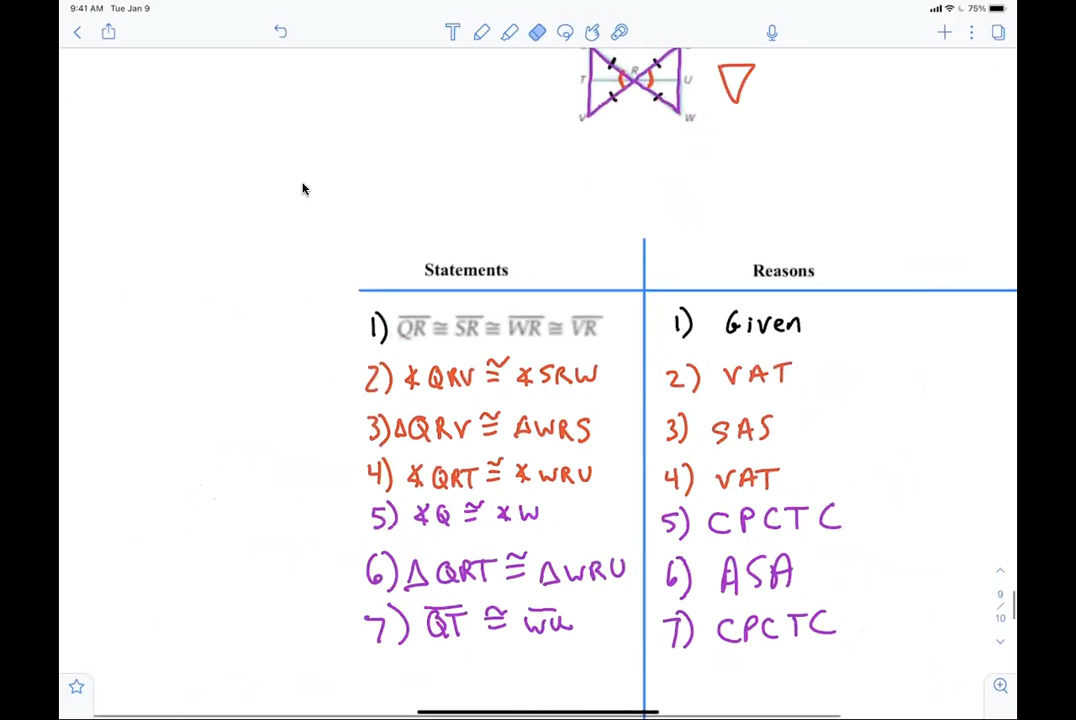 9:41 AM Tue Jan 9
75%
T
R
T
U
V
W
Statements
Reasons
1) QR ≅ SR ≅ WR ≅ VR
1) Given
2) ∡QRV ≅ ∡SRW
2) VAT
3) ΔQRV ≅ ΔWRS
3) SAS
4) ∡QRT ≅ ∡WRU
4) VAT
5) ∡Q ≅ ∡W
5) CPCTC
6) ΔQRT ≅ ΔWRU
6) ASA
7) QT ≅ WU
7) CPCTC
9
/
10